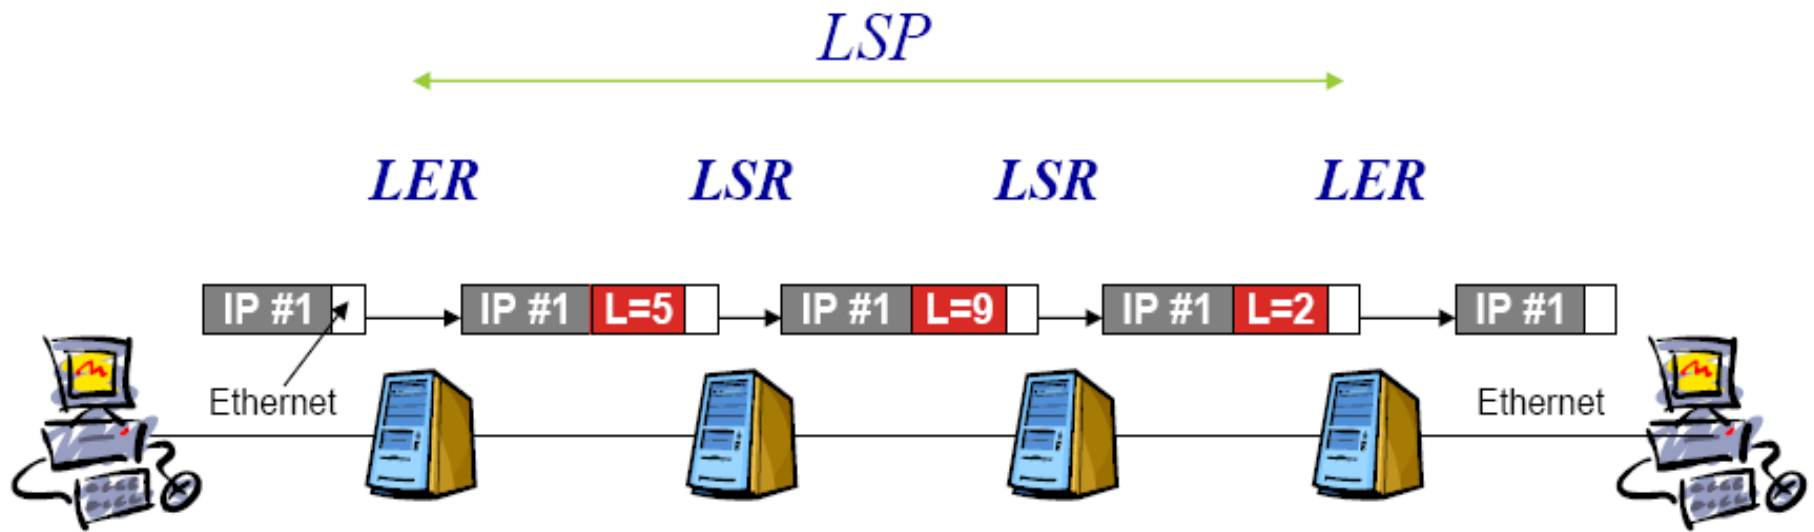 LSP
LER LSR LSR LER
IP #1 IP #1 L=5 IP #1 L=9 IP #1 L=2 IP #1
Ethernet Ethernet